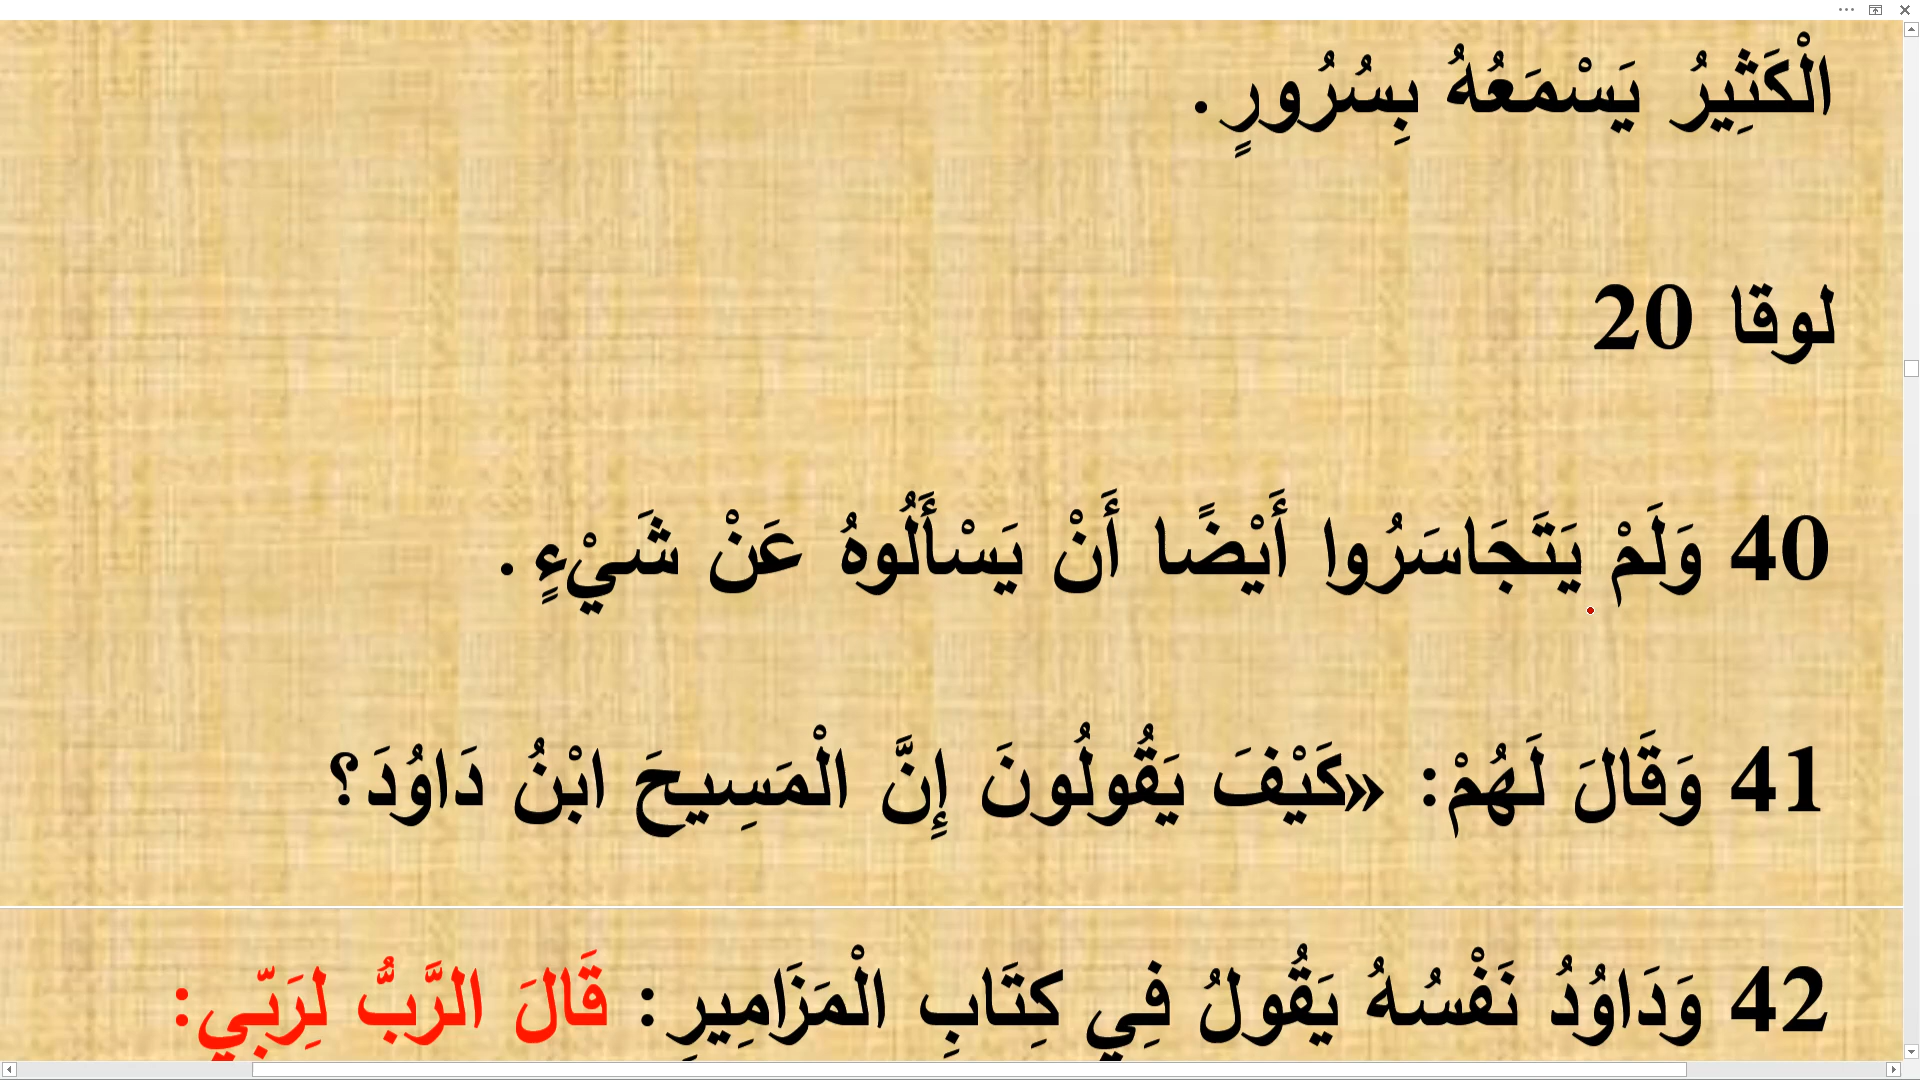 الْكَثِيرُ يَسْمَعُهُ بِسُرُورٍ.
لوقا 20
40 وَلَمْ يَتَجَاسَرُوا أَيْضًا أَنْ يَسْأَلُوهُ عَنْ شَيْءٍ.
41 وَقَالَ لَهُمْ: «كَيْفَ يَقُولُونَ إِنَّ الْمَسِيحَ ابْنُ دَاوُدَ؟
42 وَدَاوُدُ نَفْسُهُ يَقُولُ فِي كِتَابِ الْمَزَامِيرِ: قَالَ الرَّبُّ لِرَبِّي: